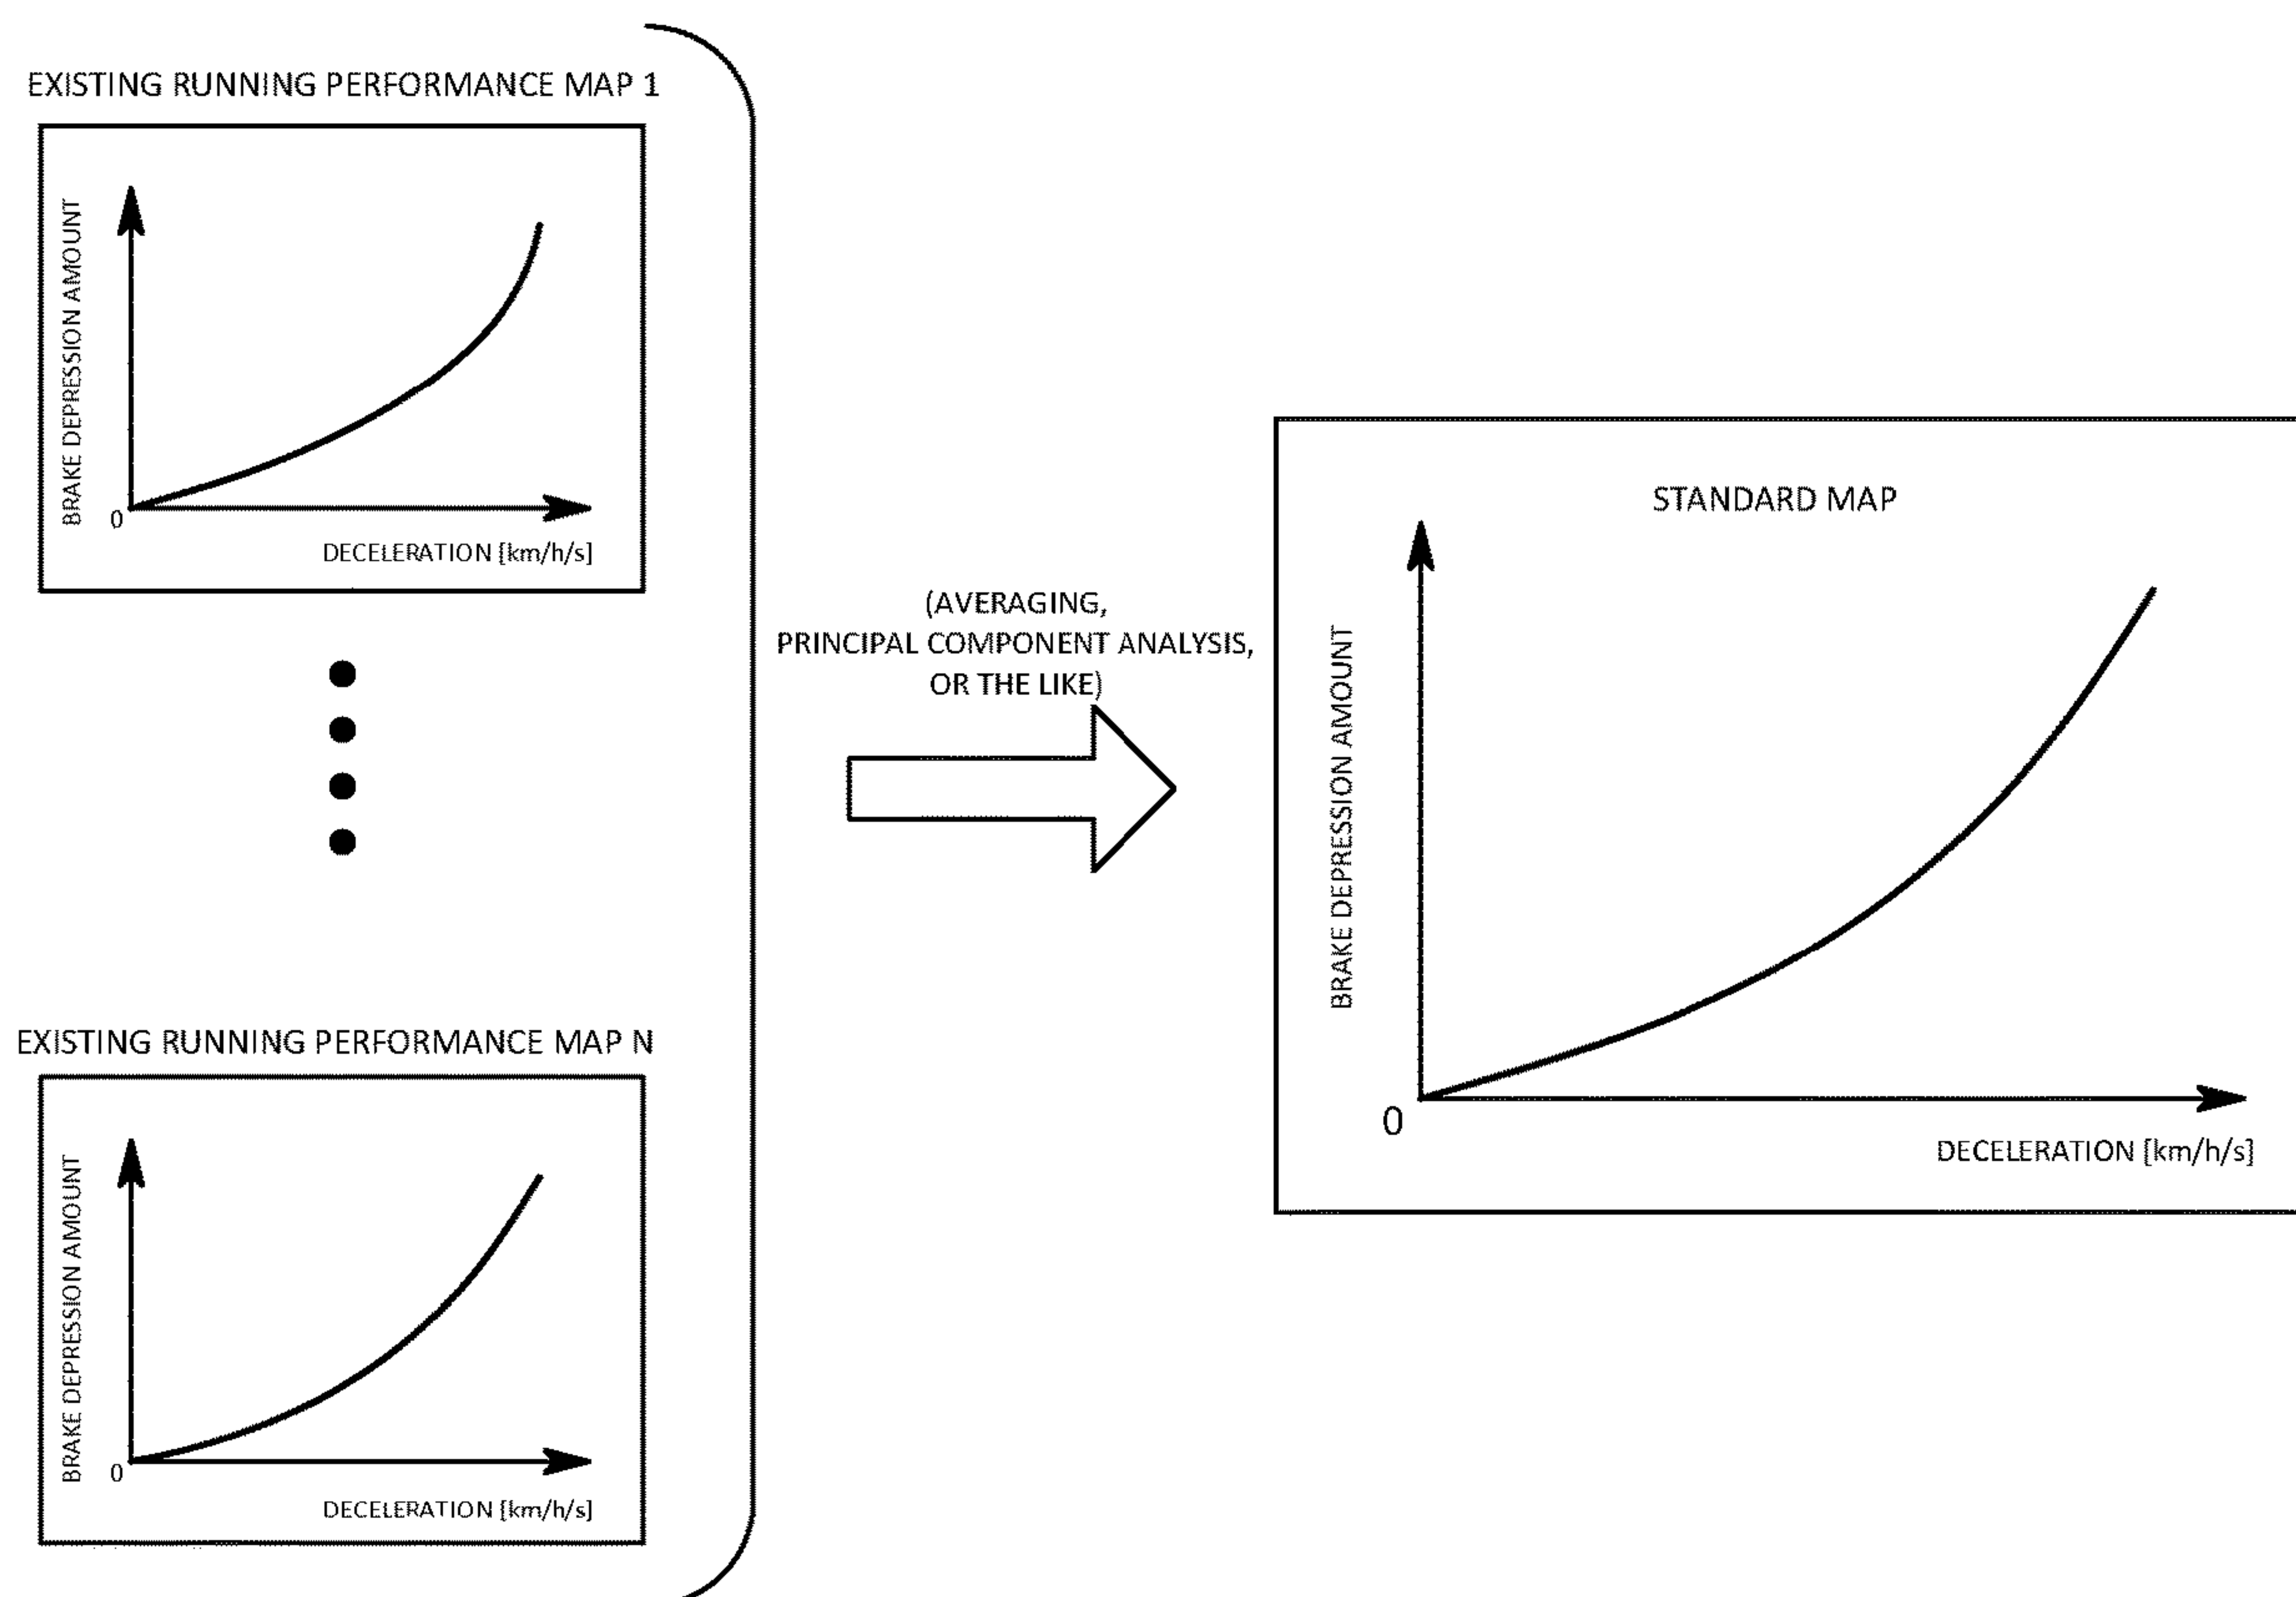 EXISTING RUNNING PERFORMANCE MAP 1
BRAKE DEPRESSION AMOUNT
0
DECELERATION [km/h/s]
EXISTING RUNNING PERFORMANCE MAP N
BRAKE DEPRESSION AMOUNT
0
DECELERATION [km/h/s]
(AVERAGING,
PRINCIPAL COMPONENT ANALYSIS,
OR THE LIKE)
STANDARD MAP
BRAKE DEPRESSION AMOUNT
0
DECELERATION [km/h/s]